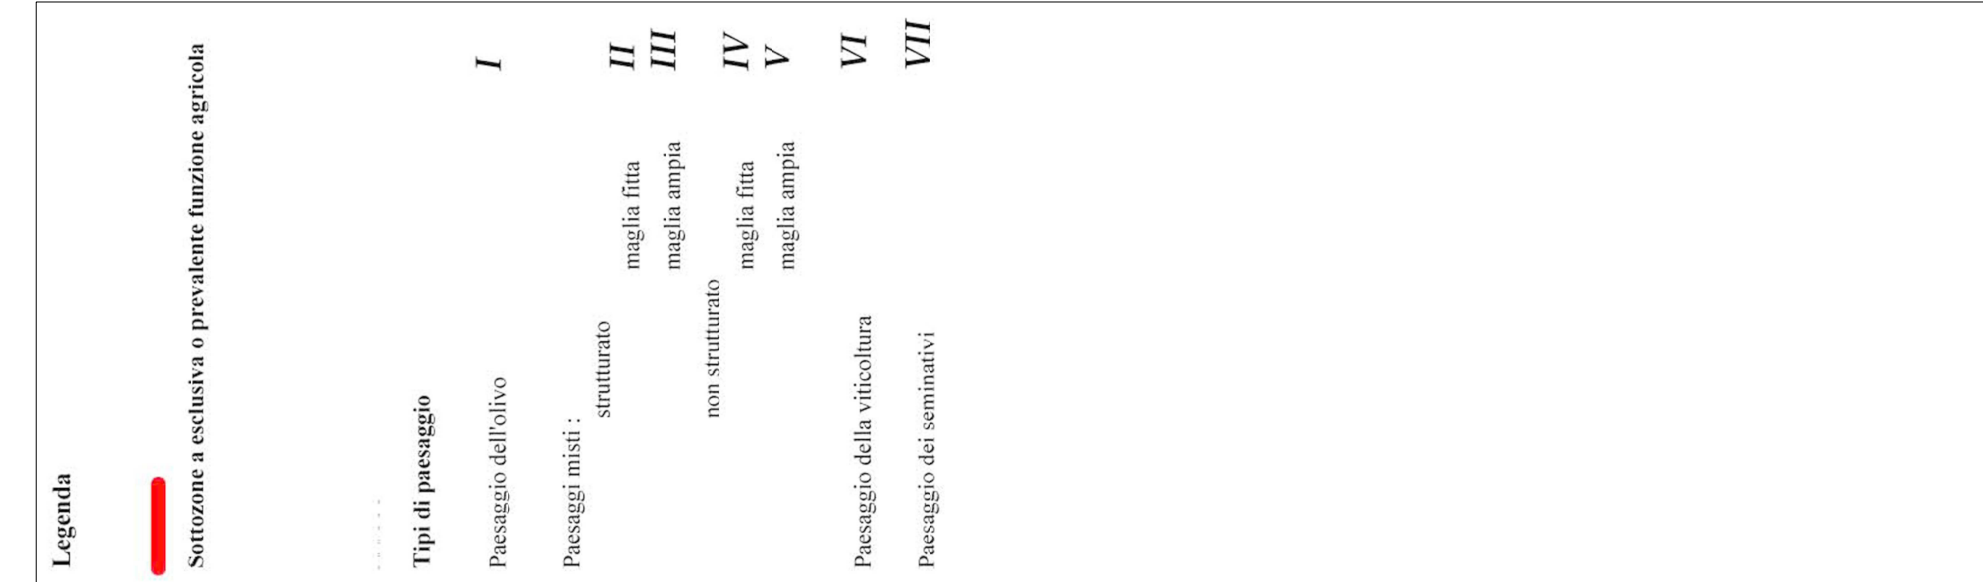 Legenda
Sottozone a esclusiva o prevalente funzione agricola
Tipi di paesaggio
Paesaggio dell'olivo I
Paesaggi misti :
strutturato
maglia fitta II
maglia ampia III
non strutturato
maglia fitta IV
maglia ampia V
Paesaggio della viticoltura VI
Paesaggio dei seminativi VII